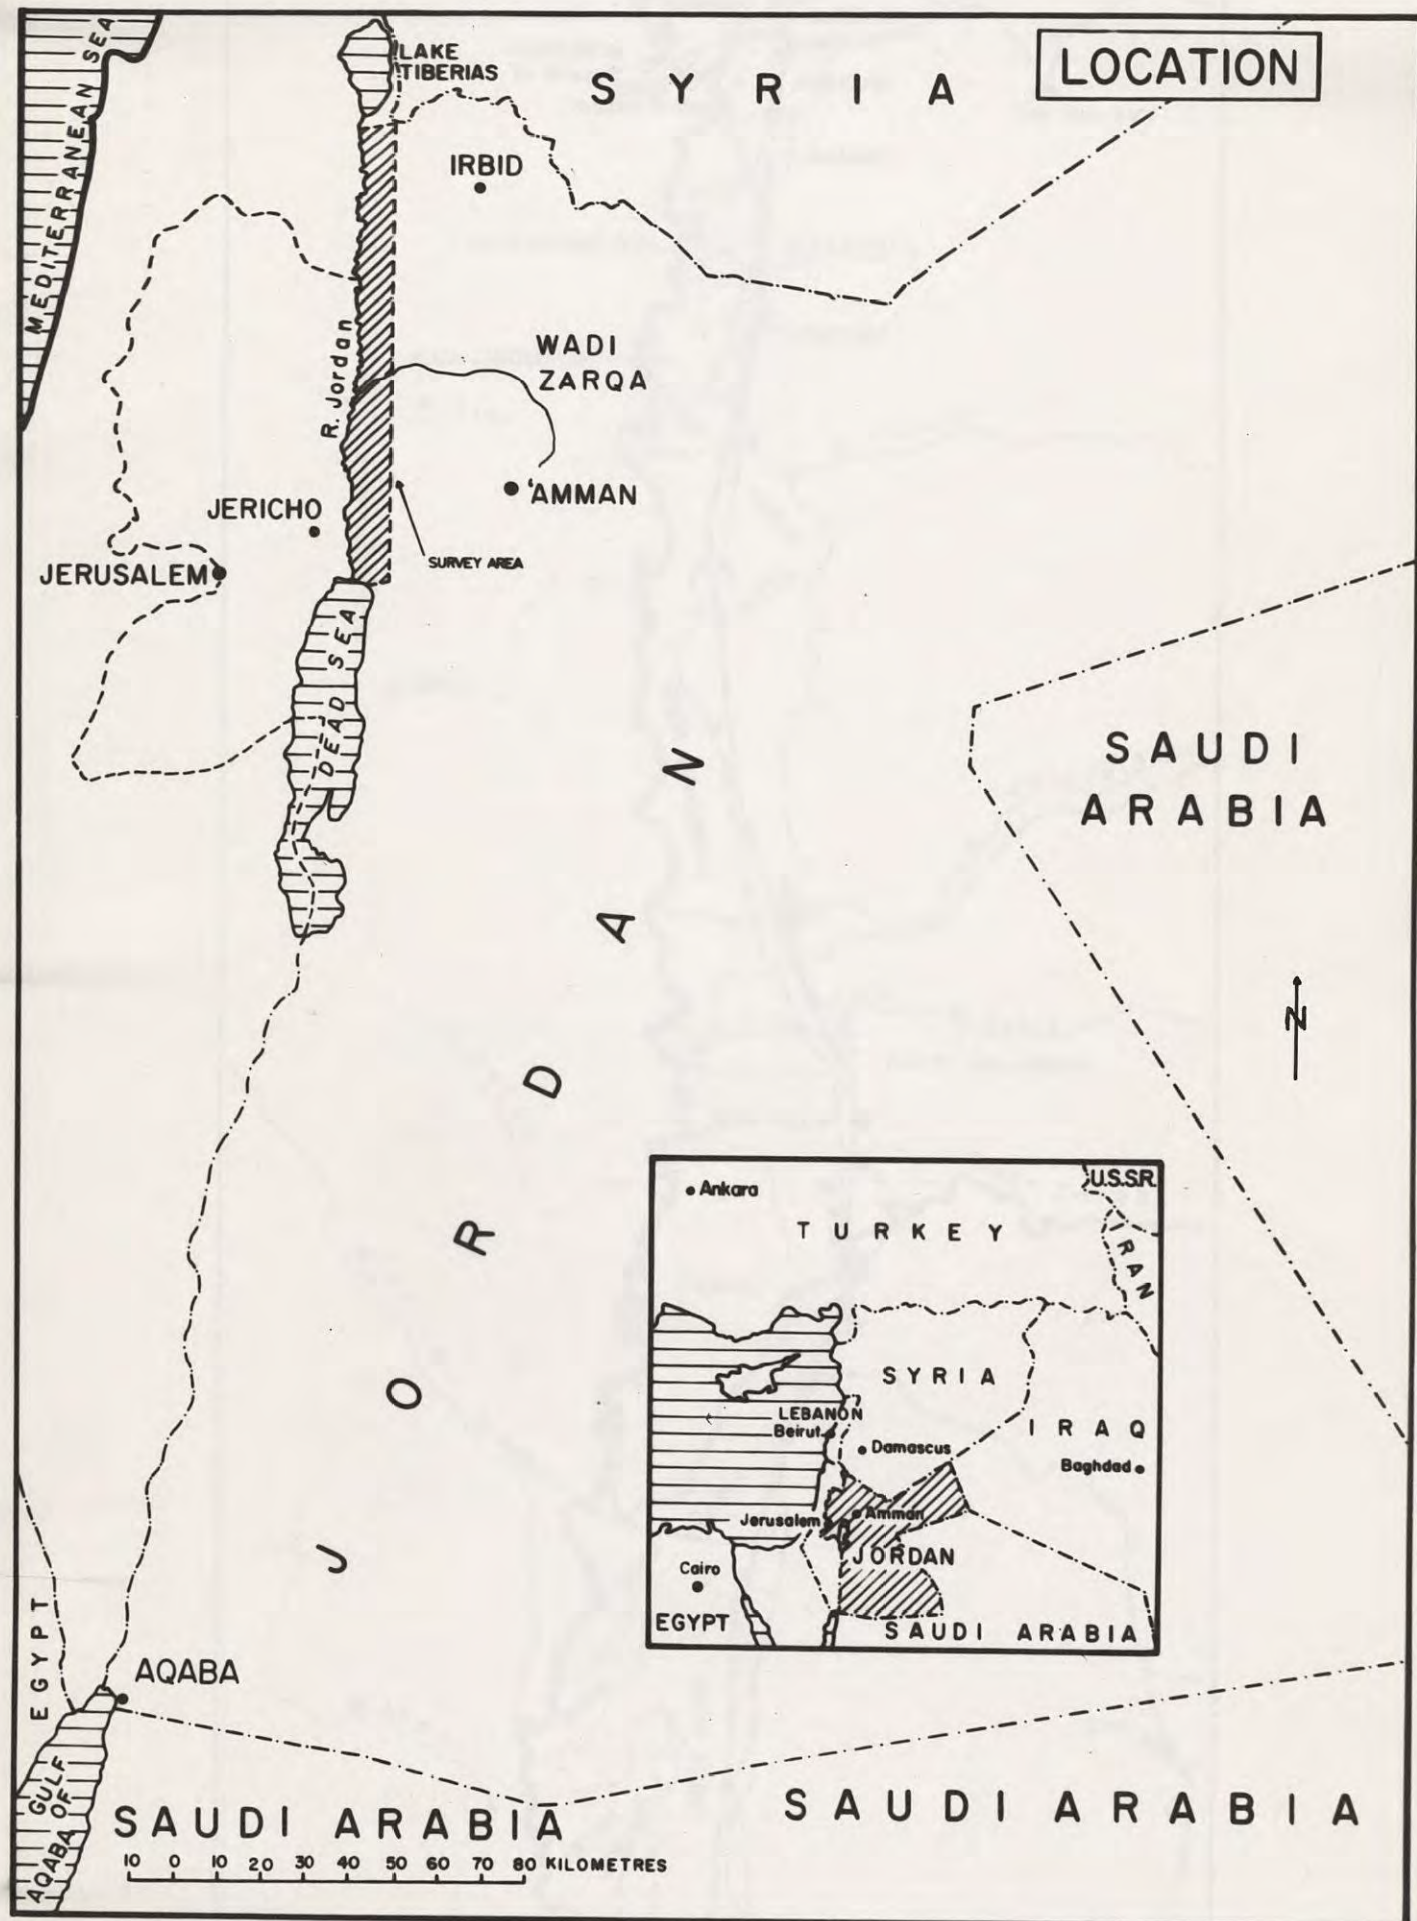 LOCATION
MEDITERRANEAN SEA
LAKE
TIBERIAS
SYRIA
IRBID
R. Jordan
WADI
ZARQA
'AMMAN
JERICHO
JERUSALEM
SURVEY AREA
DEAD SEA
SAUDI
ARABIA
JORDAN
N
U.S.S.R.
Ankara
TURKEY
IRAN
SYRIA
LEBANON
Beirut
Damascus
IRAQ
Baghdad
Jerusalem
Amman
JORDAN
Cairo
EGYPT
SAUDI ARABIA
EGYPT
AQABA
GULF
OF
AQABA
SAUDI ARABIA
SAUDI ARABIA
10 0 10 20 30 40 50 60 70 80 KILOMETRES